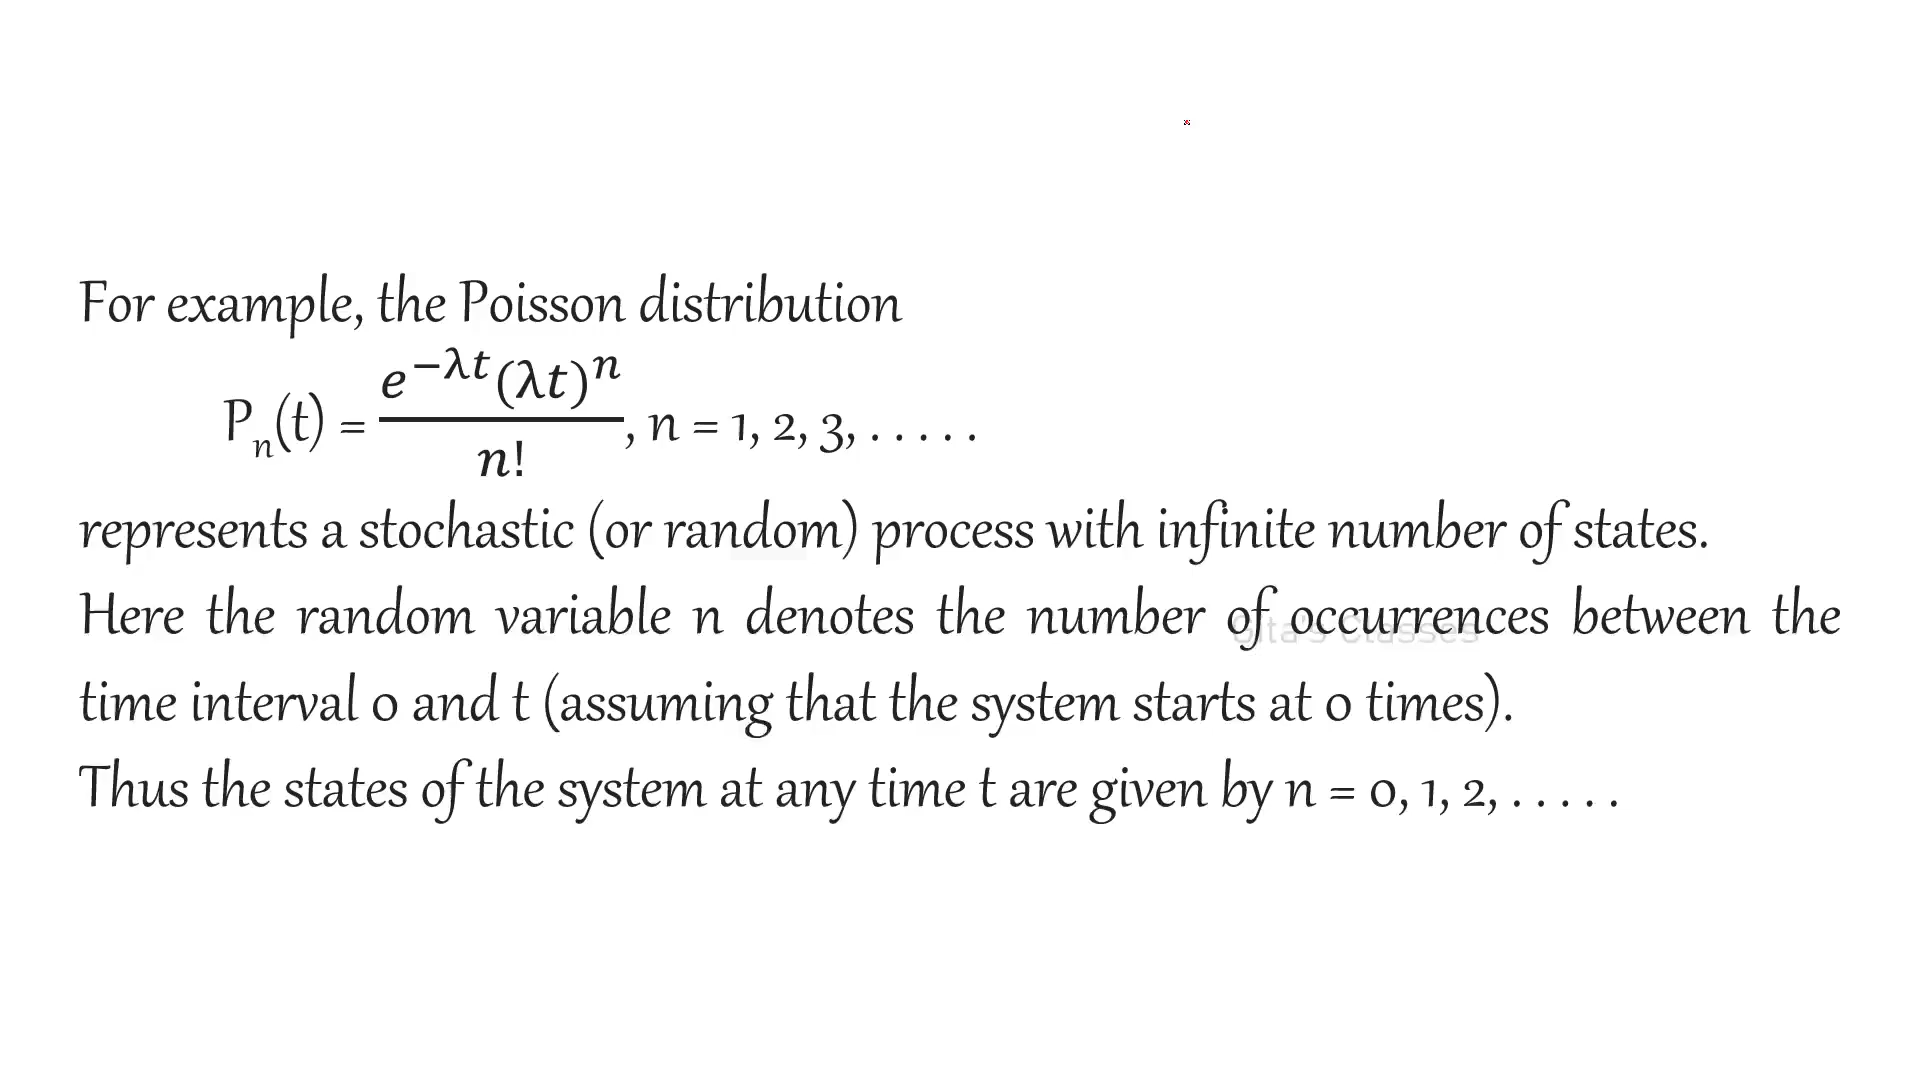 For example, the Poisson distribution
Pₙ(t) = e^−λt(λt)^n / n!, n = 1, 2, 3, . . . . .
represents a stochastic (or random) process with infinite number of states.
Here the random variable n denotes the number of occurrences between the
time interval 0 and t (assuming that the system starts at 0 times).
Thus the states of the system at any time t are given by n = 0, 1, 2, . . . . .
Gita's Classes